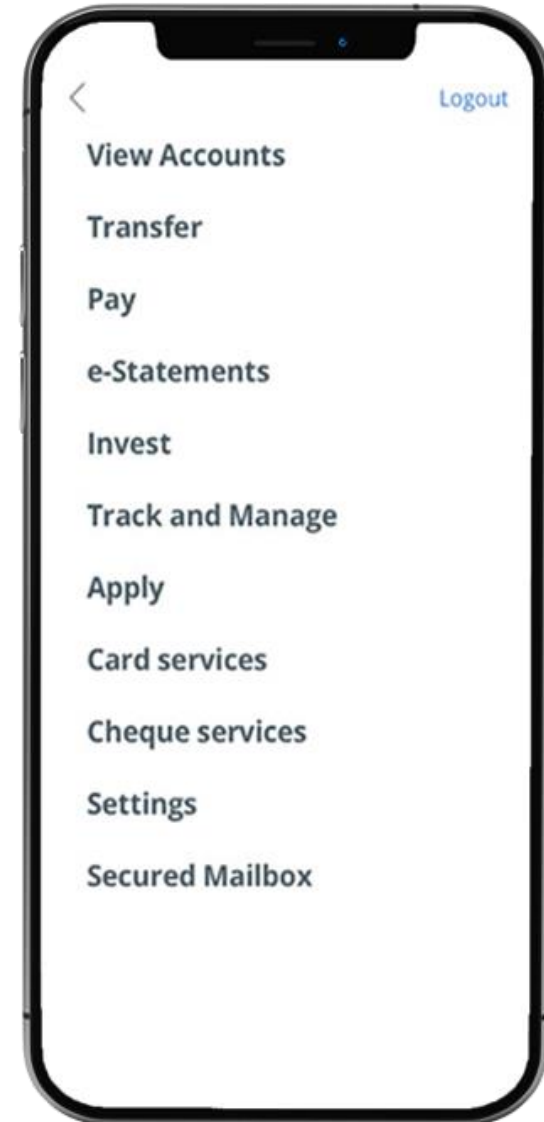 Logout
View Accounts
Transfer
Pay
e-Statements
Invest
Track and Manage
Apply
Card services
Cheque services
Settings
Secured Mailbox